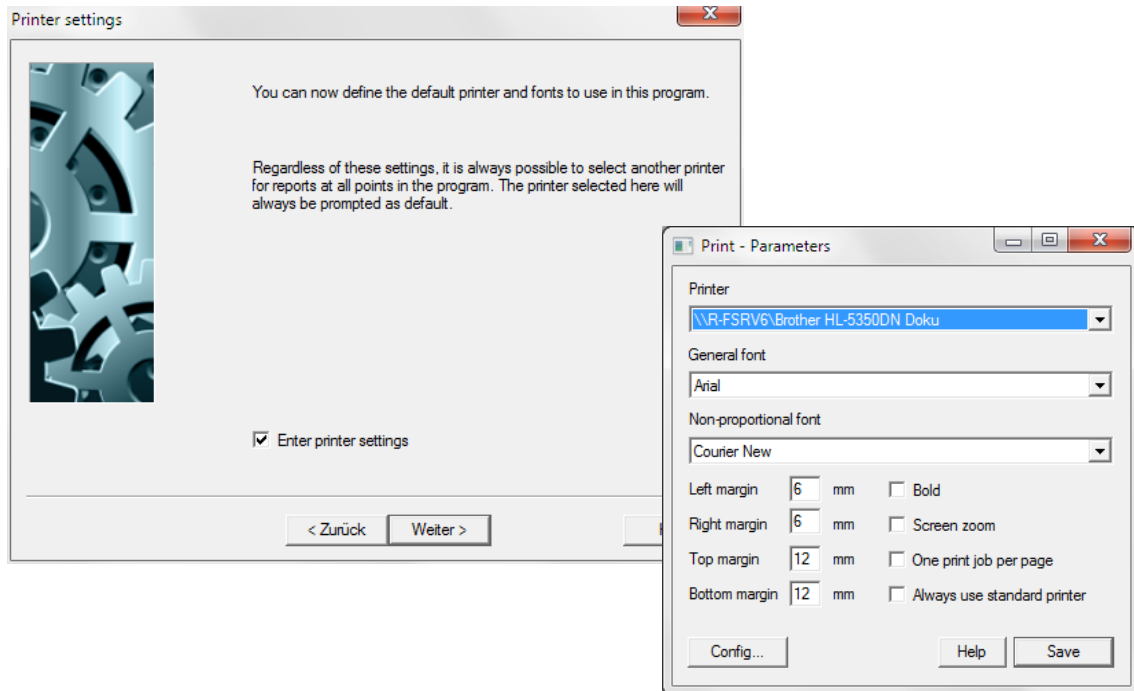 Printer settings
You can now define the default printer and fonts to use in this program.
Regardless of these settings, it is always possible to select another printer
for reports at all points in the program. The printer selected here will
always be prompted as default.
Enter printer settings
< Zurück
Weiter >
Print - Parameters
Printer
\\R-FSRV6\Brother HL-5350DN Doku
General font
Arial
Non-proportional font
Courier New
Left margin 6 mm Bold
Right margin 6 mm Screen zoom
Top margin 12 mm One print job per page
Bottom margin 12 mm Always use standard printer
Config... Help Save